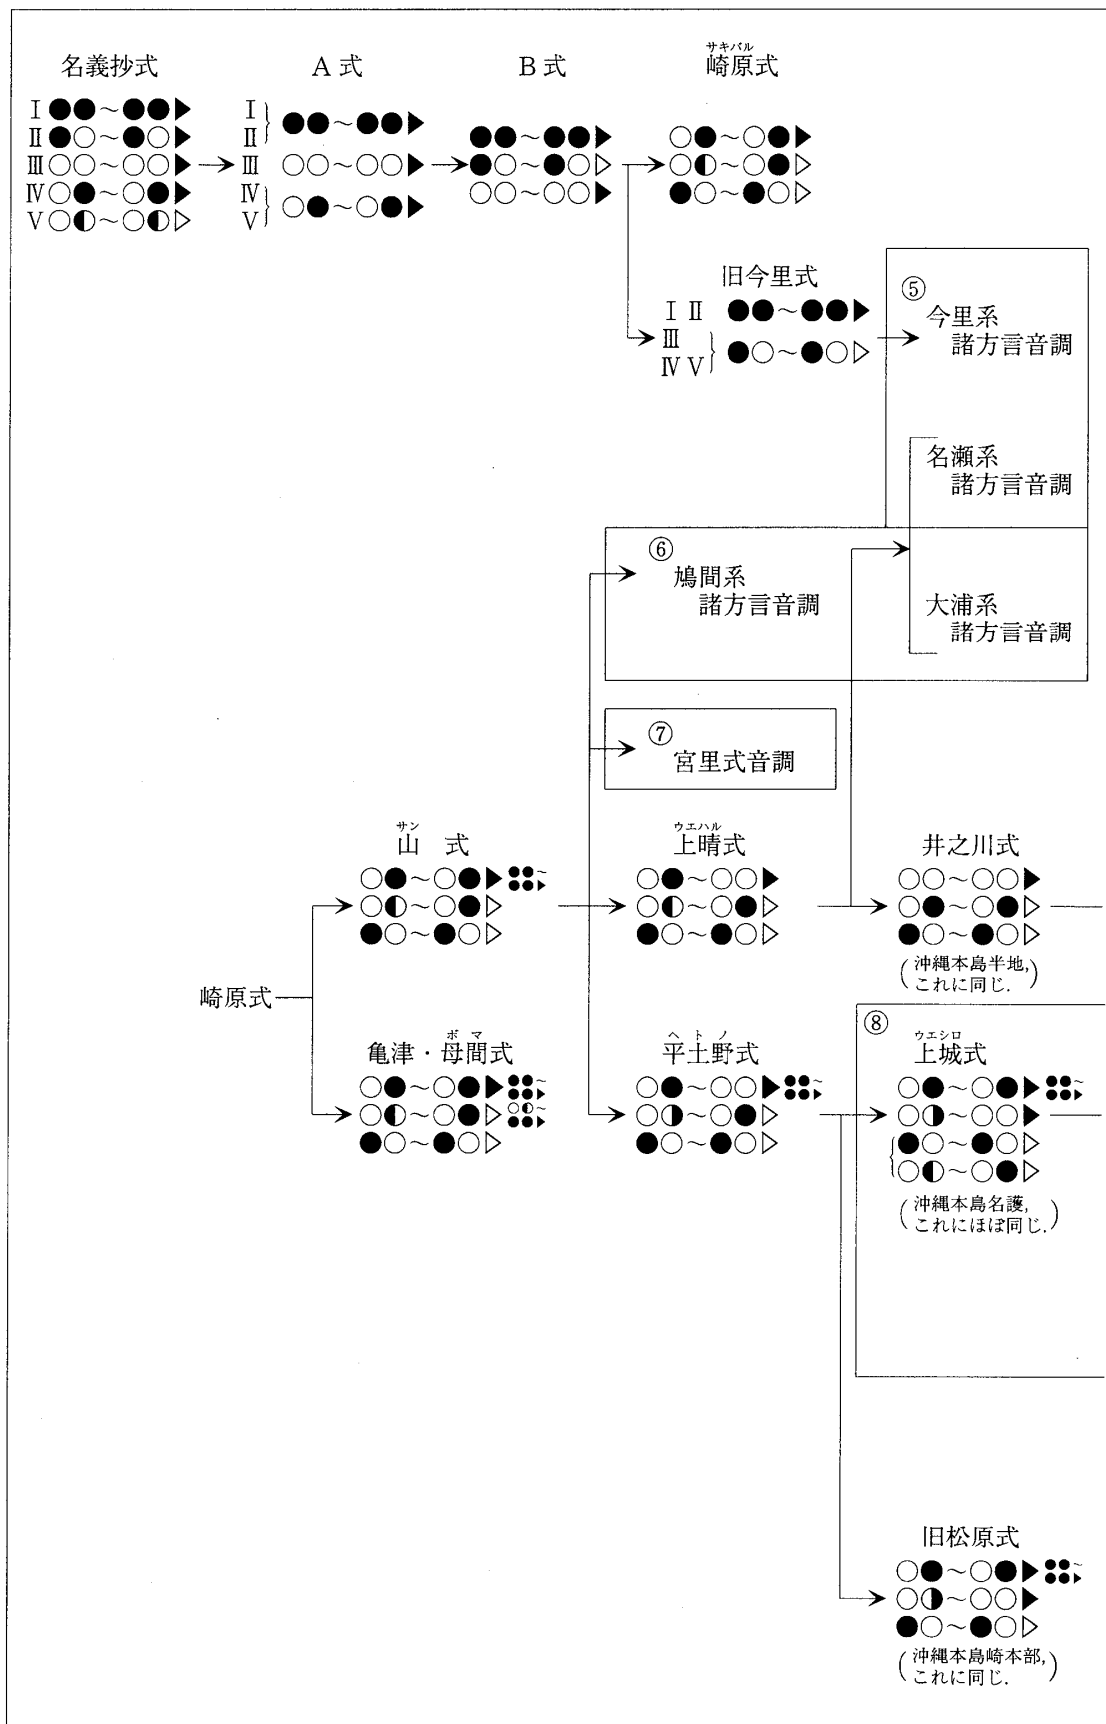 名義抄式
Ⅰ ●●～●●▶
Ⅱ ●○～●○▶
Ⅲ ○○～○○▶
Ⅳ ○●～○●▶
Ⅴ ○◐～○◐▷
A 式
Ⅰ
Ⅱ ●●～●●▶
Ⅲ ○○～○○▶
Ⅳ
Ⅴ ○●～○●▶
B 式
●●～●●▶
●○～●○▷
○○～○○▶
サキバル
崎原式
○●～○●▶
○◐～○●▷
●○～●○▷
旧今里式
Ⅰ Ⅱ ●●～●●▶
Ⅲ
Ⅳ Ⅴ ●○～●○▷
⑤
今里系
諸方言音調
名瀬系
諸方言音調
⑥
鳩間系
諸方言音調
大浦系
諸方言音調
⑦
宮里式音調
崎原式
サン
山 式
○●～○●▶ ●●～●●▶
○◐～○●▷
●○～●○▷
ウエハル
上晴式
○●～○○▶
○◐～○●▷
●○～●○▷
井之川式
○○～○○▶
○●～○●▷
●○～●○▷
(沖縄本島半地,
これに同じ.)
ボマ
亀津・母間式
○●～○●▶ ●●～●●▶
○◐～○●▷ ○◐～●●▶
●○～●○▷
ヘトノ
平土野式
○●～○○▶ ●●～●●▶
○◑～○●▷
●○～●○▷
⑧
ウエシロ
上城式
○●～○●▶ ●●～●●▶
○◑～○○▶
●○～●○▷
○◐～○●▷
(沖縄本島名護,
これにほぼ同じ.)
旧松原式
○●～○●▶ ●●～●●▶
○◑～○○▶
●○～●○▷
(沖縄本島崎本部,
これに同じ.)